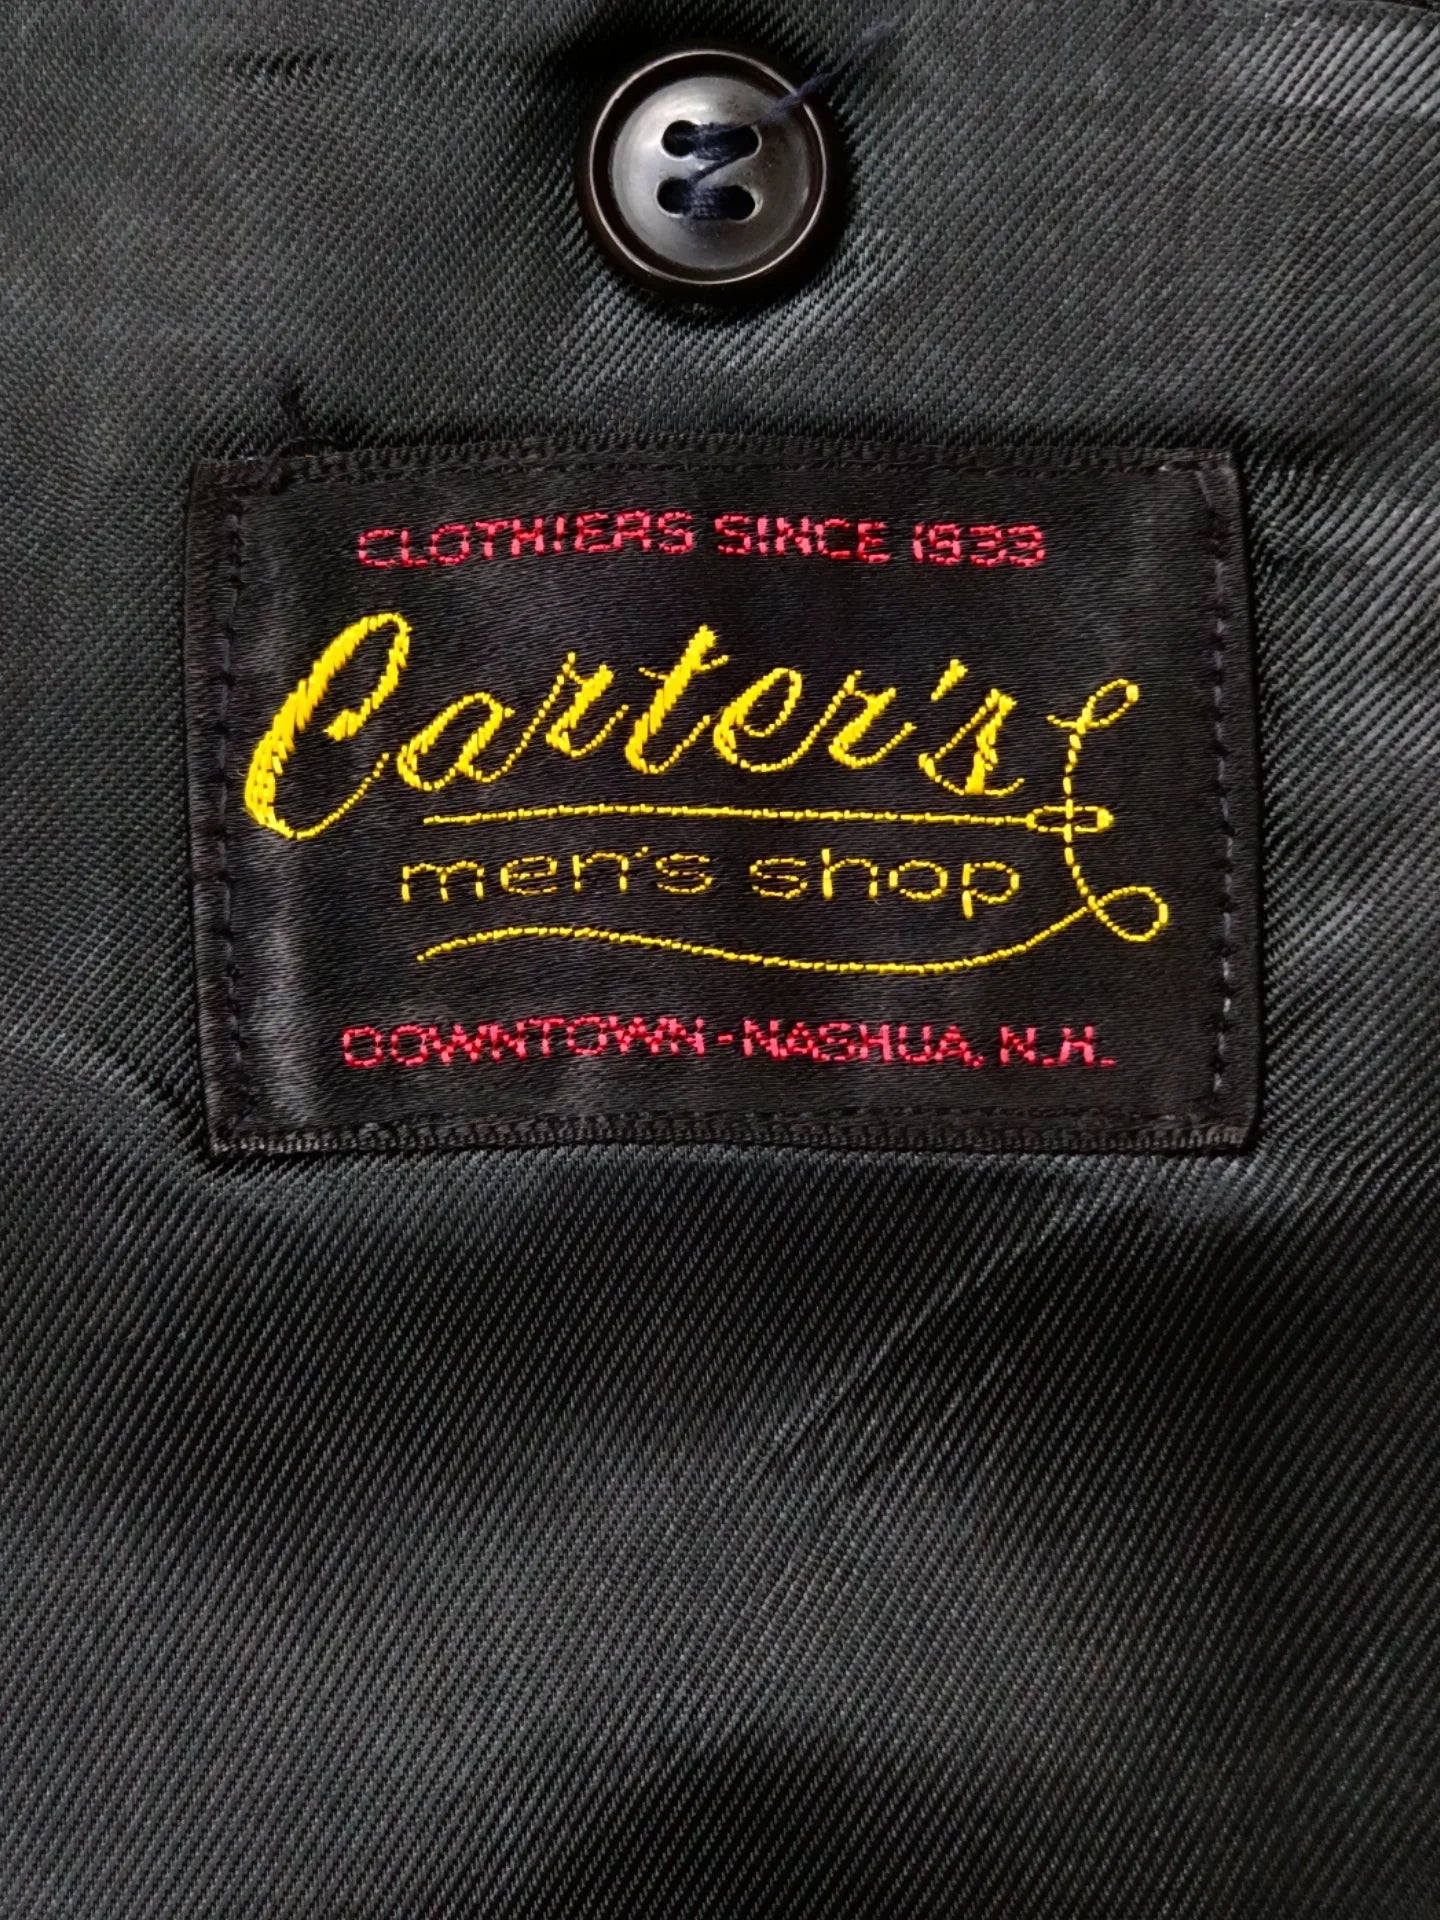 CLOTHIERS SINCE 1933
Carter's
men's shop
DOWNTOWN - NASHUA, N.H.